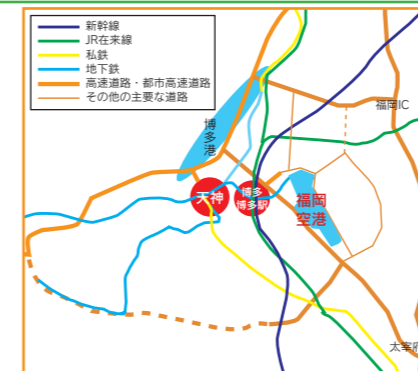 新幹線
JR在来線
私鉄
地下鉄
高速道路・都市高速道路
その他の主要な道路
福岡IC
博多港
天神
博多
博多駅
福岡
空港
太宰府